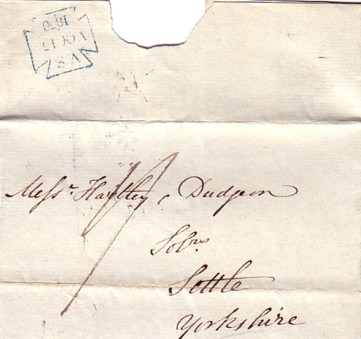 Messrs Hartley & Dudgeon
Solrs
Settle
Yorkshire